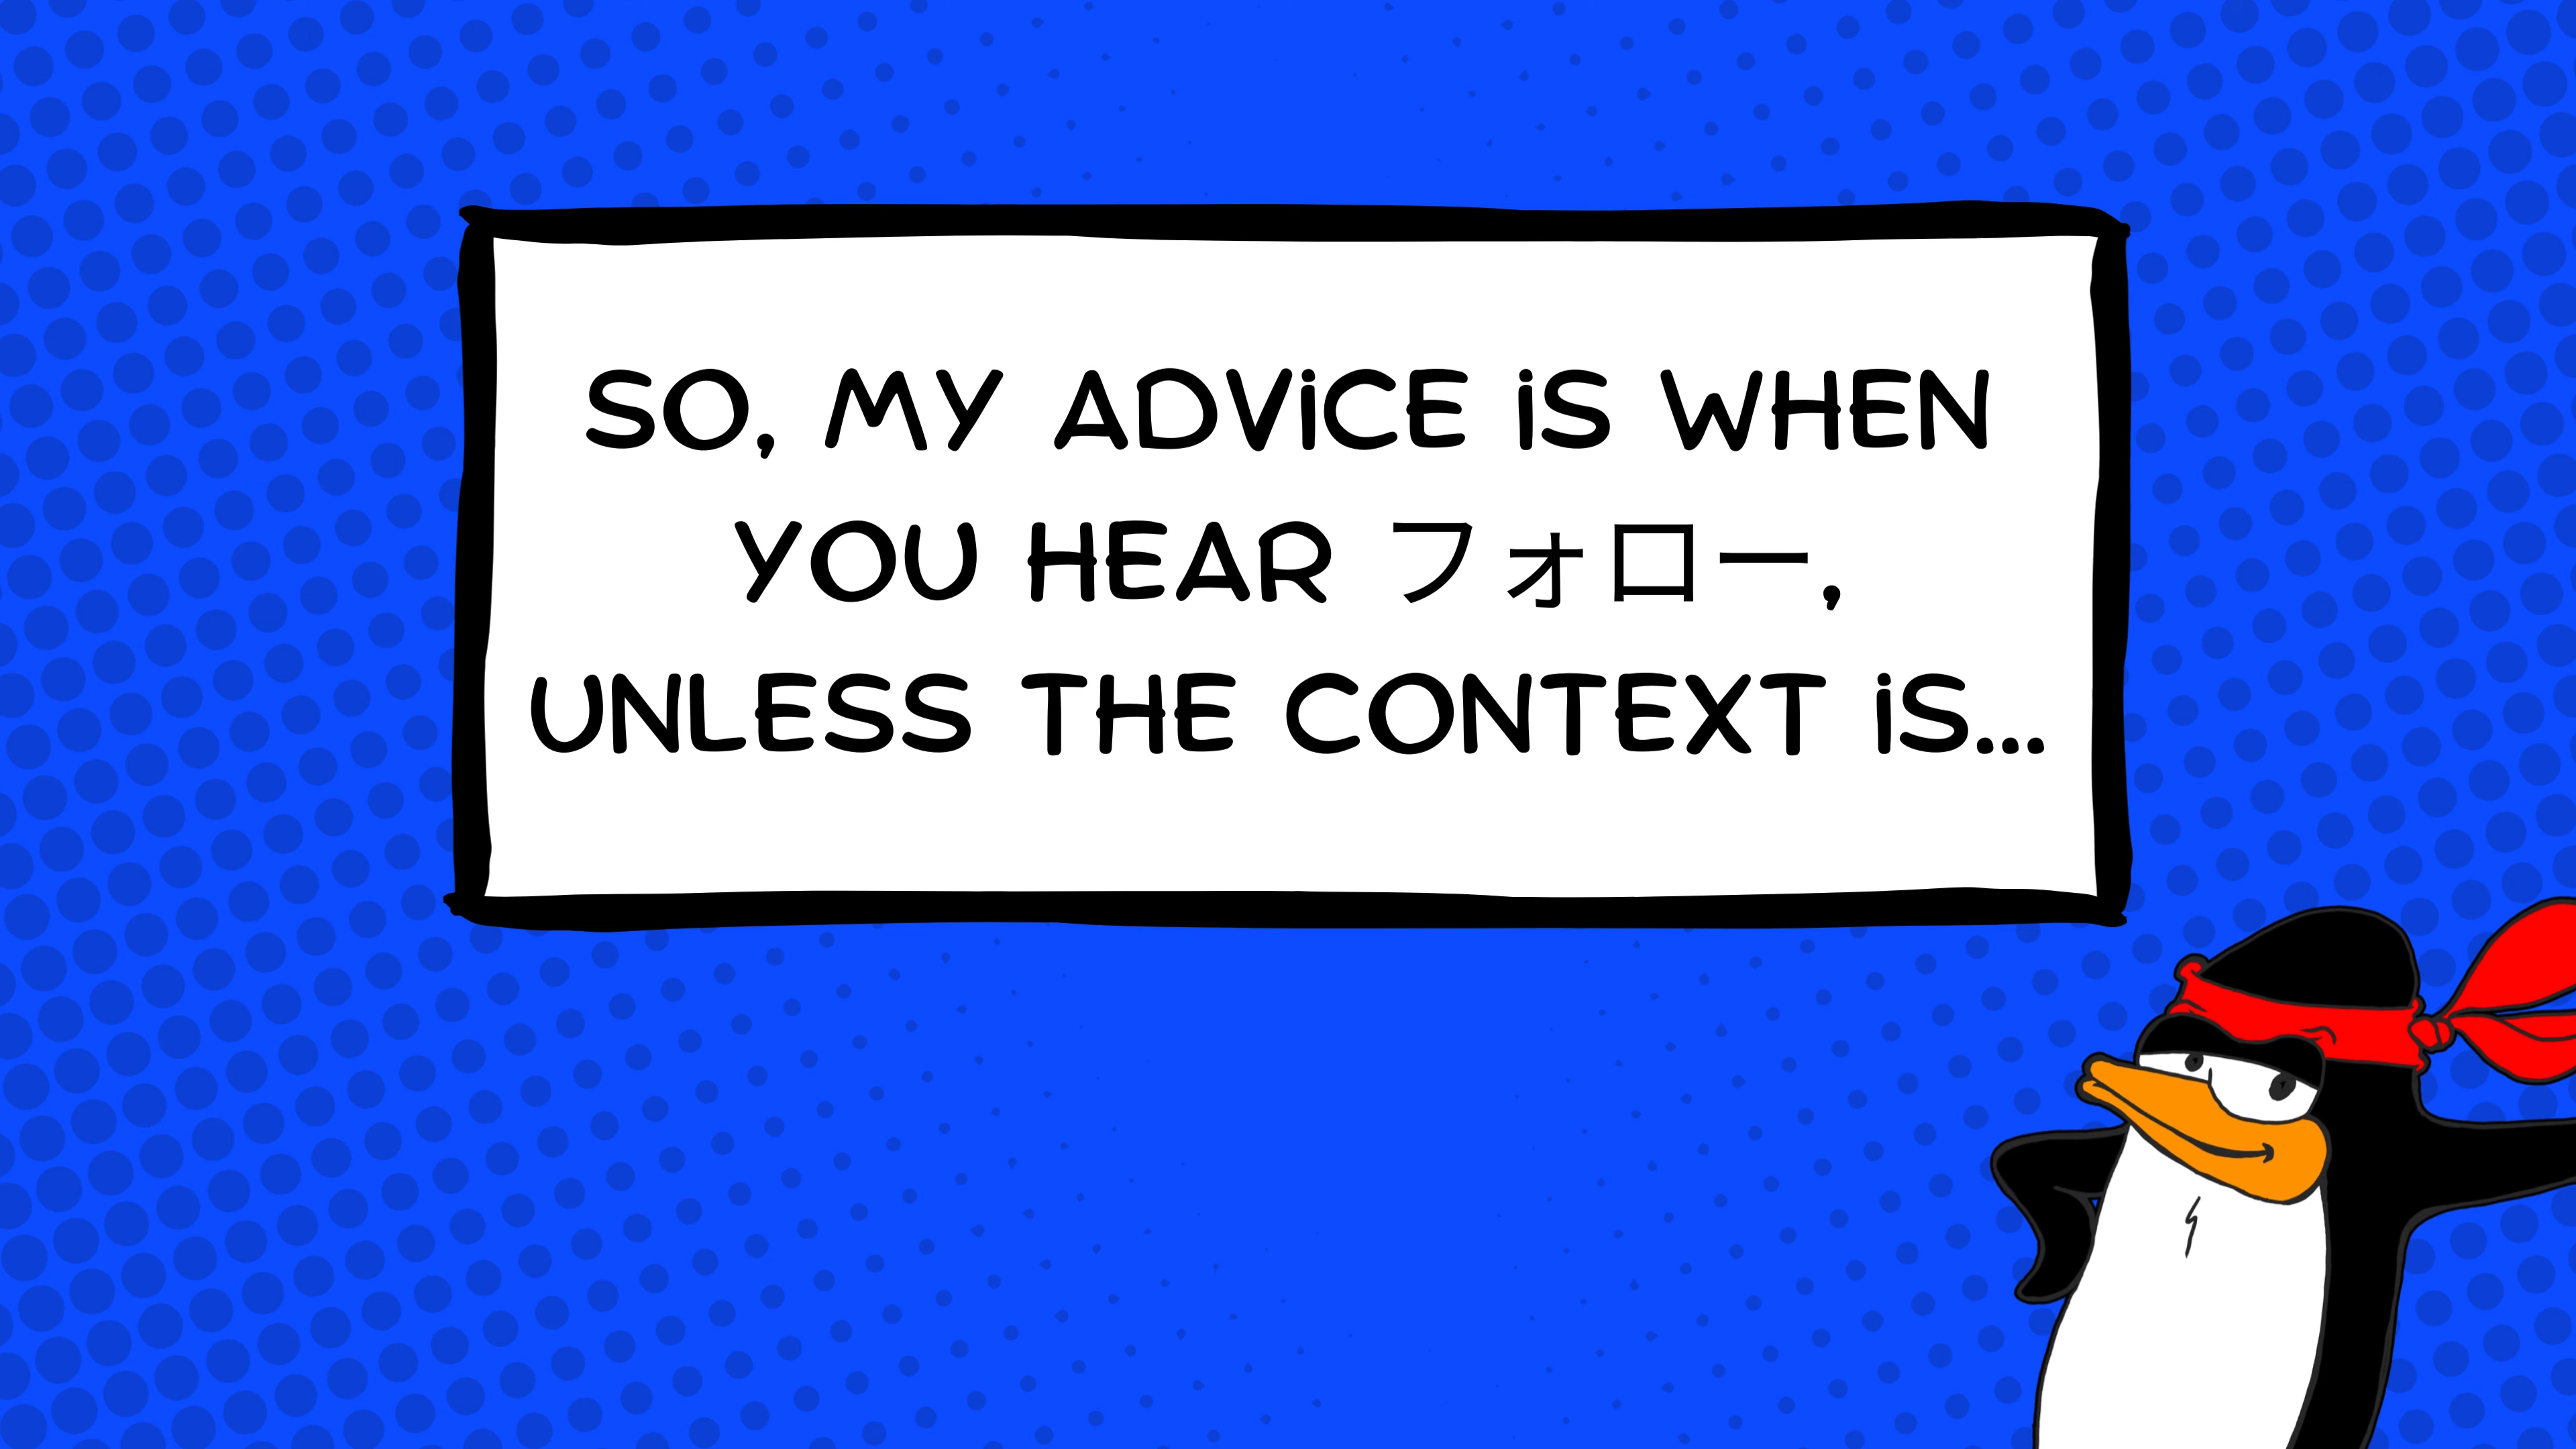 SO, MY ADViCE iS WHEN
YOU HEAR フォロー,
UNLESS THE CONTEXT iS...